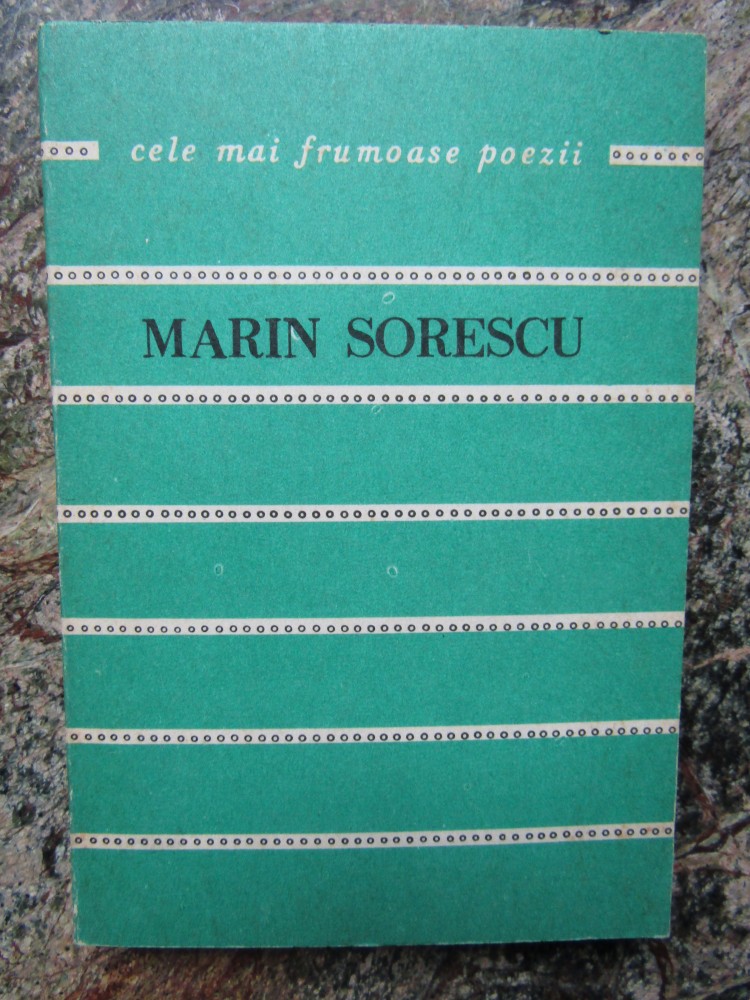 cele mai frumoase poezii
MARIN SORESCU